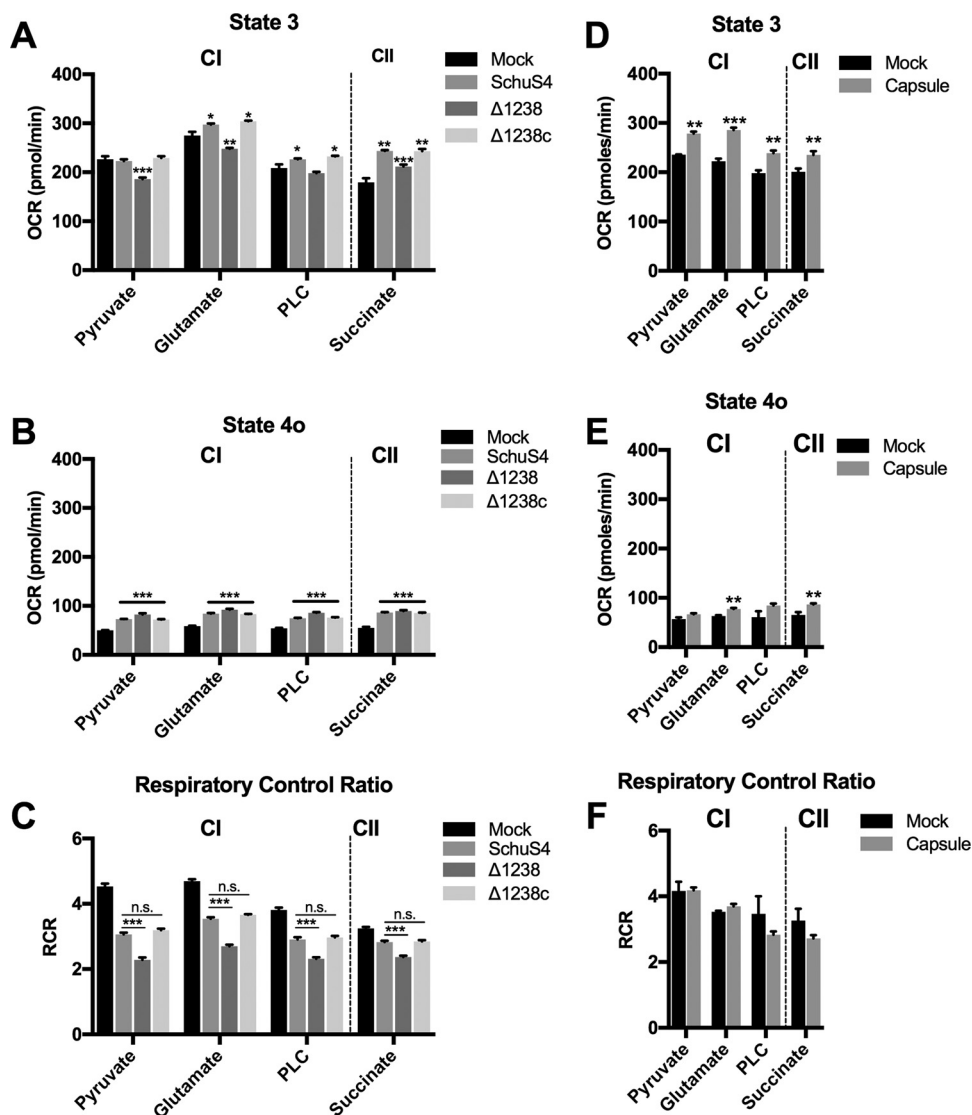 A
State 3
CI
CII
Mock
SchuS4
Δ1238
Δ1238c
OCR (pmol/min)
400
300
200
100
0
***
* ** *
* *
** *** **
Pyruvate
Glutamate
PLC
Succinate
D
State 3
CI
CII
Mock
Capsule
OCR (pmoles/min)
400
300
200
100
0
** *** ** **
Pyruvate
Glutamate
PLC
Succinate
B
State 4o
CI
CII
Mock
SchuS4
Δ1238
Δ1238c
OCR (pmol/min)
400
300
200
100
0
*** *** *** ***
Pyruvate
Glutamate
PLC
Succinate
E
State 4o
CI
CII
Mock
Capsule
OCR (pmoles/min)
400
300
200
100
0
** **
Pyruvate
Glutamate
PLC
Succinate
C
Respiratory Control Ratio
CI
CII
Mock
SchuS4
Δ1238
Δ1238c
RCR
6
4
2
0
n.s.
***
n.s.
***
n.s.
***
n.s.
***
Pyruvate
Glutamate
PLC
Succinate
F
Respiratory Control Ratio
CI
CII
Mock
Capsule
RCR
6
4
2
0
Pyruvate
Glutamate
PLC
Succinate